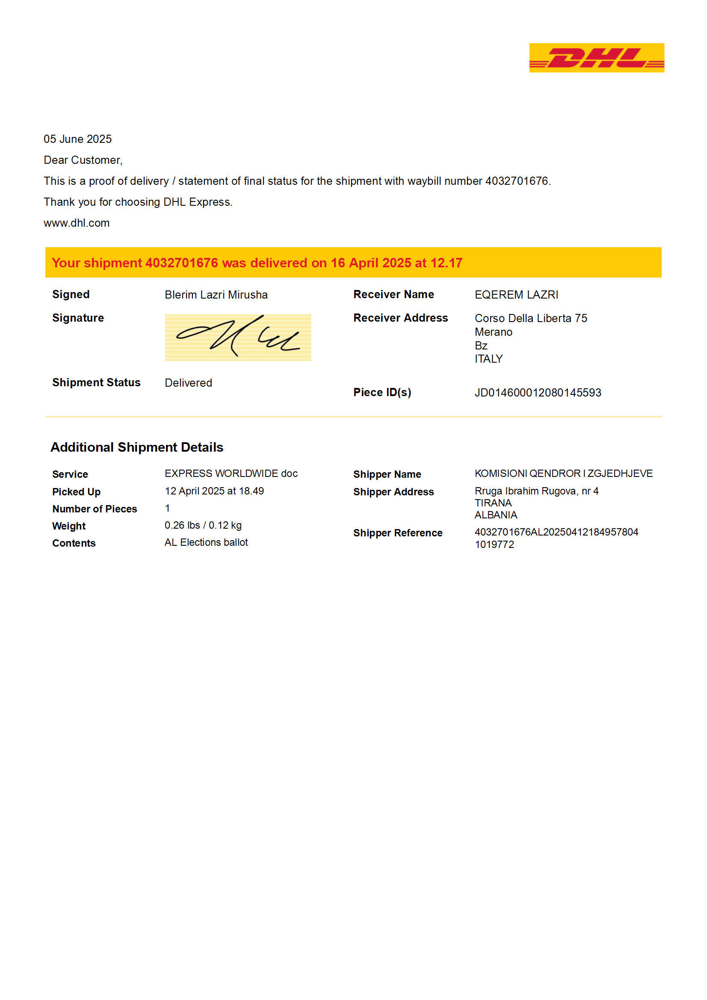 DHL
05 June 2025
Dear Customer,
This is a proof of delivery / statement of final status for the shipment with waybill number 4032701676.
Thank you for choosing DHL Express.
www.dhl.com
Your shipment 4032701676 was delivered on 16 April 2025 at 12.17
Signed Blerim Lazri Mirusha
Signature
Shipment Status Delivered
Receiver Name EQEREM LAZRI
Receiver Address Corso Della Liberta 75
Merano
Bz
ITALY
Piece ID(s) JD014600012080145593
Additional Shipment Details
Service EXPRESS WORLDWIDE doc
Picked Up 12 April 2025 at 18.49
Number of Pieces 1
Weight 0.26 lbs / 0.12 kg
Contents AL Elections ballot
Shipper Name KOMISIONI QENDROR I ZGJEDHJEVE
Shipper Address Rruga Ibrahim Rugova, nr 4
TIRANA
ALBANIA
Shipper Reference 4032701676AL20250412184957804
1019772